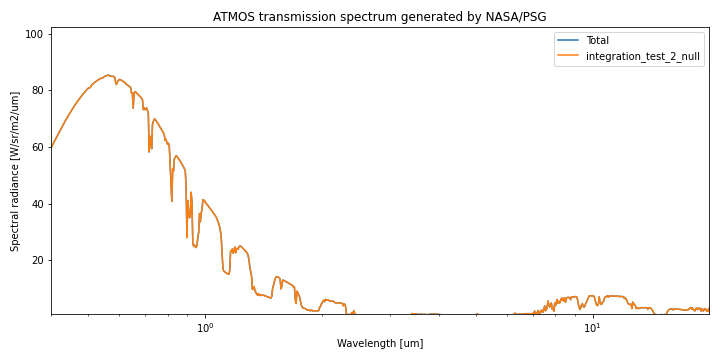 ATMOS transmission spectrum generated by NASA/PSG
Total
integration_test_2_null
Spectral radiance [W/sr/m2/um]
100
80
60
40
20
10⁰
10¹
Wavelength [um]